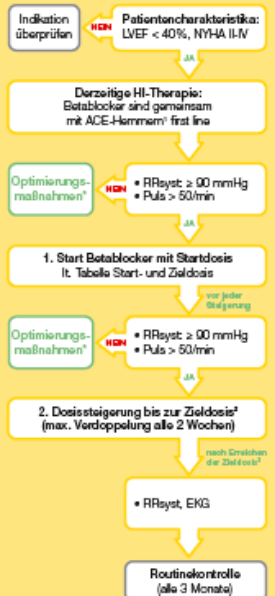 Indikation
überprüfen
NEIN
Patientencharakteristika:
LVEF < 40%, NYHA II-IV
JA
Derzeitige HI-Therapie:
Betablocker sind gemeinsam
mit ACE-Hemmern¹ first line
Optimierungs-
maßnahmen*
NEIN
• RRsyst ≥ 90 mmHg
• Puls > 50/min
JA
1. Start Betablocker mit Startdosis
lt. Tabelle Start- und Zieldosis
vor jeder
Steigerung
Optimierungs-
maßnahmen*
NEIN
• RRsyst ≥ 90 mmHg
• Puls > 50/min
JA
2. Dosissteigerung bis zur Zieldosis²
(max. Verdoppelung alle 2 Wochen)
nach Erreichen
der Zieldosis²
• RRsyst, EKG
Routinekontrolle
(alle 3 Monate)